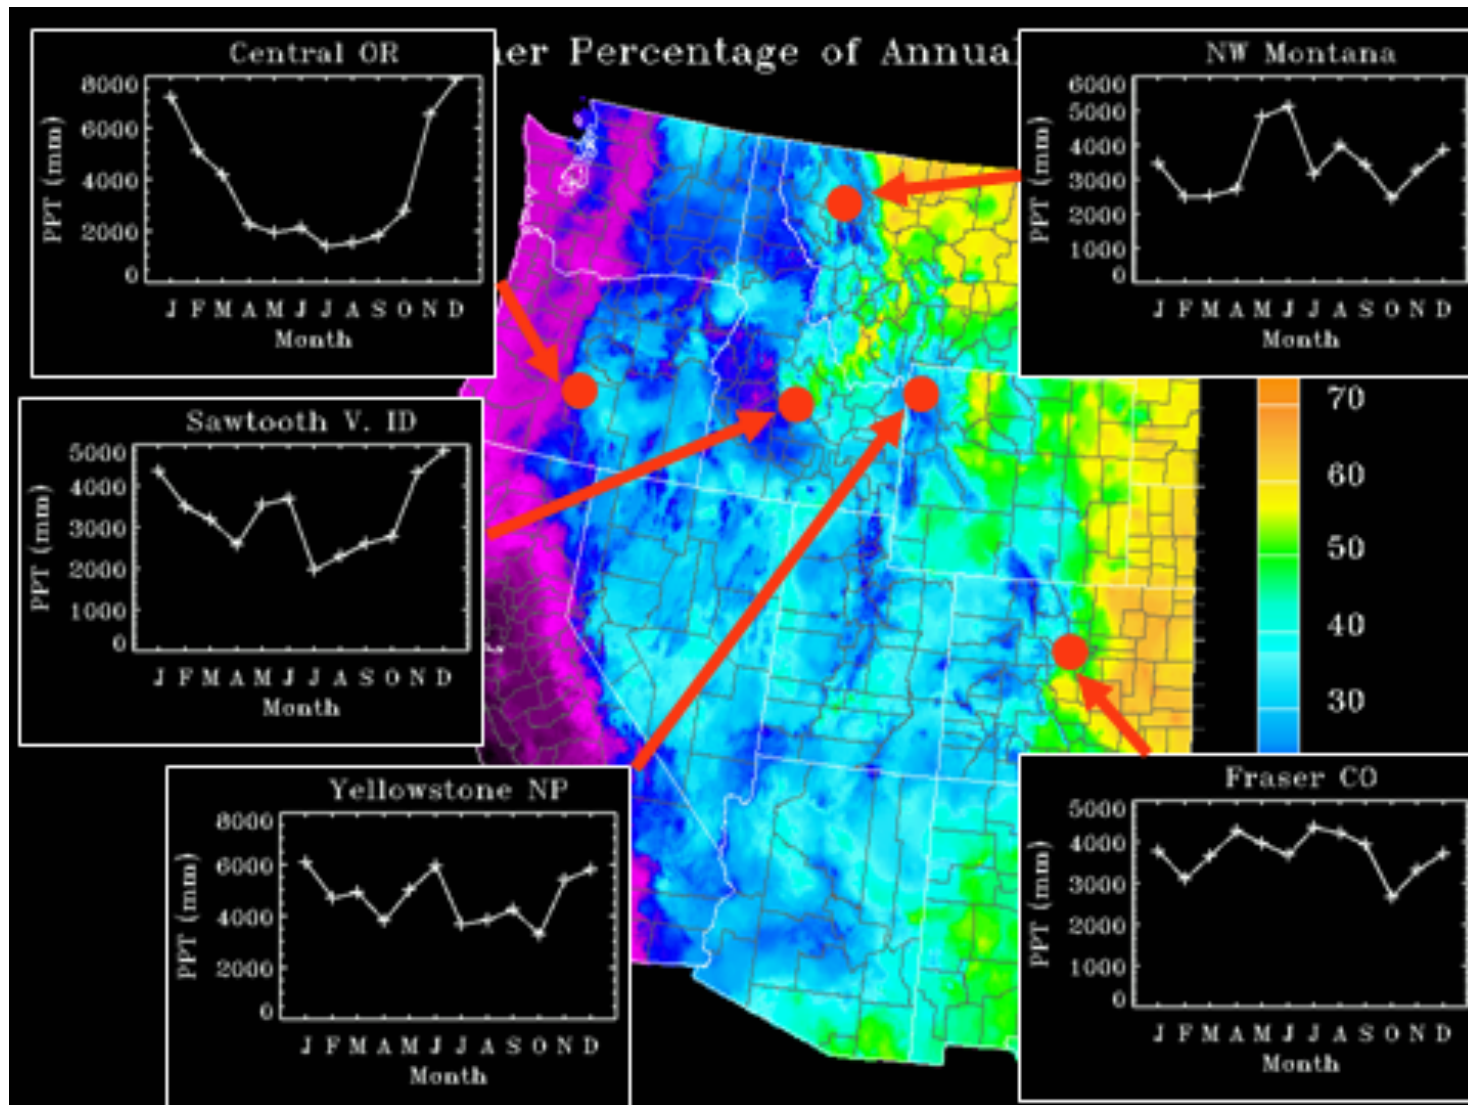 ner Percentage of Annual
Central OR
8000
6000
4000
2000
0
PPT (mm)
J F M A M J J A S O N D
Month
NW Montana
6000
5000
4000
3000
2000
1000
0
PPT (mm)
J F M A M J J A S O N D
Month
Sawtooth V. ID
5000
4000
3000
2000
1000
0
PPT (mm)
J F M A M J J A S O N D
Month
70
60
50
40
30
Yellowstone NP
8000
6000
4000
2000
0
PPT (mm)
J F M A M J J A S O N D
Month
Fraser CO
5000
4000
3000
2000
1000
0
PPT (mm)
J F M A M J J A S O N D
Month